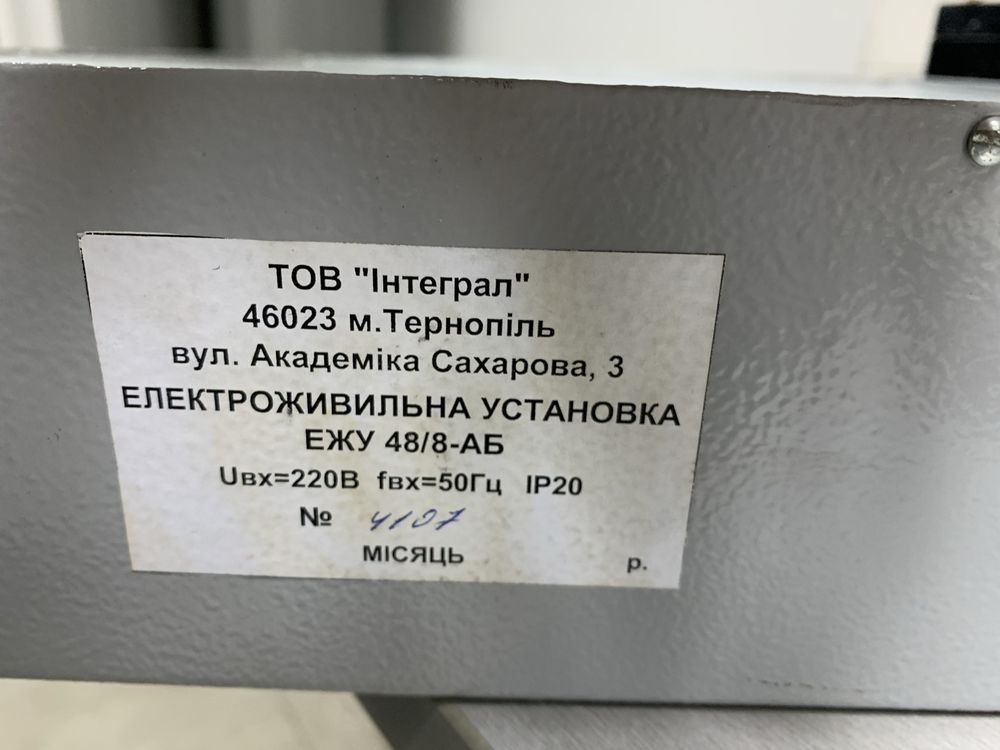 ТОВ "Інтеграл"
46023 м.Тернопіль
вул. Академіка Сахарова, 3
ЕЛЕКТРОЖИВИЛЬНА УСТАНОВКА
ЕЖУ 48/8-АБ
Uвх=220В fвх=50Гц IP20
№ 4107
МІСЯЦЬ р.